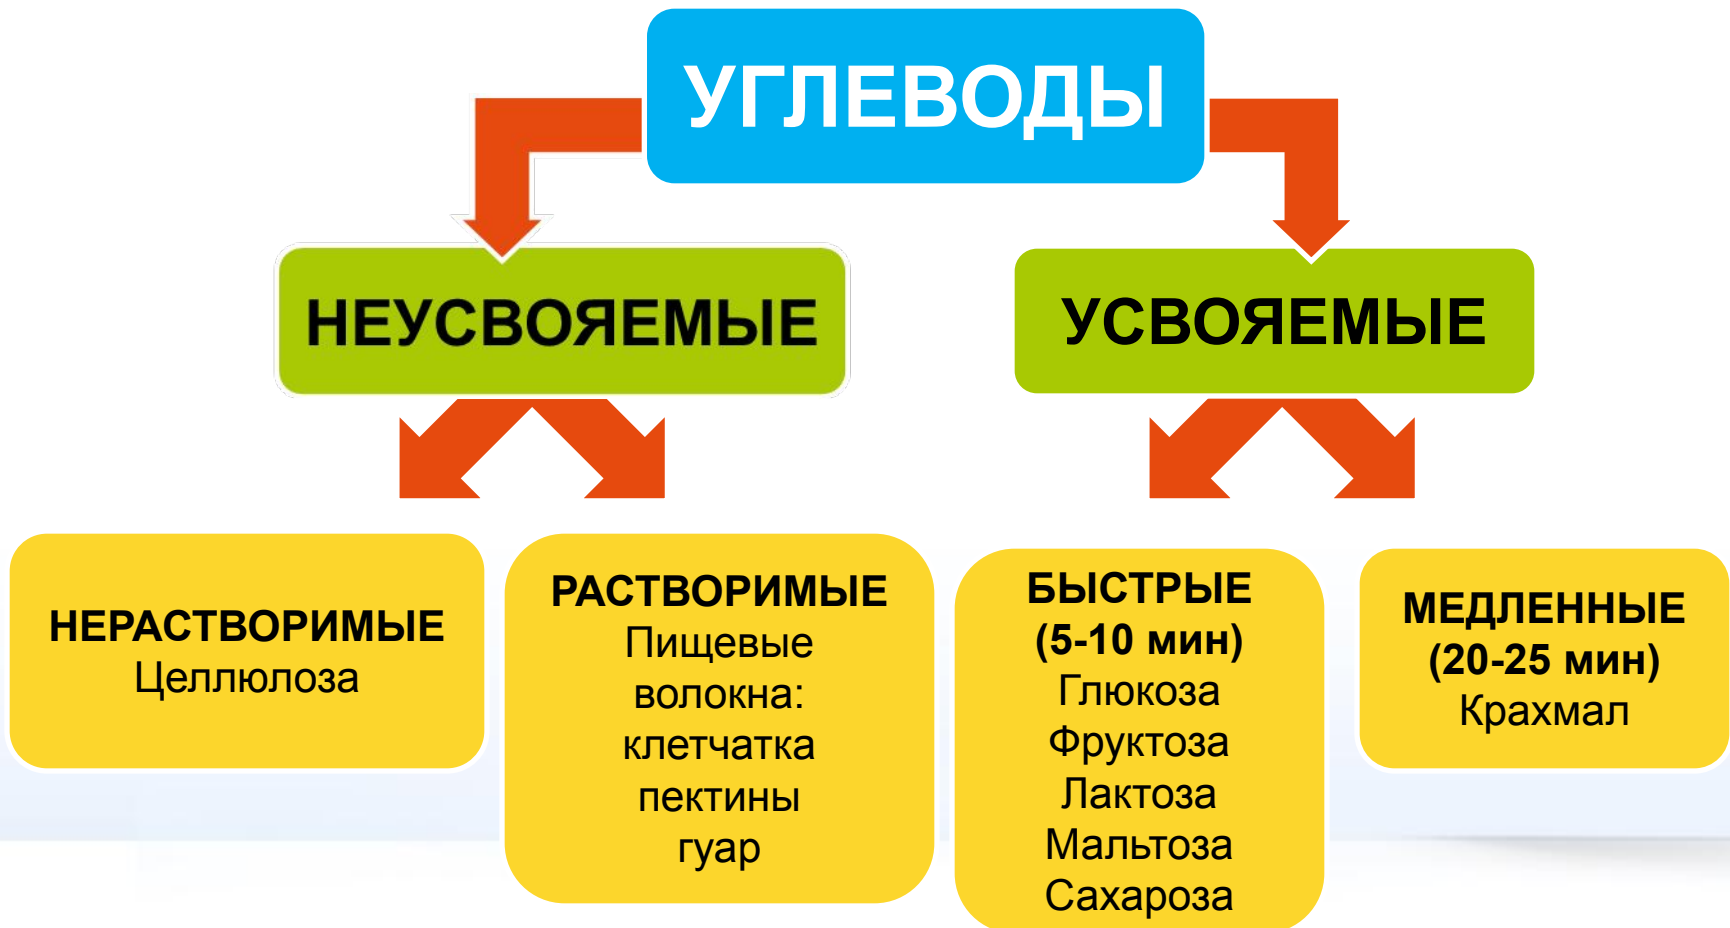 УГЛЕВОДЫ
НЕУСВОЯЕМЫЕ
УСВОЯЕМЫЕ
НЕРАСТВОРИМЫЕ
Целлюлоза
РАСТВОРИМЫЕ
Пищевые
волокна:
клетчатка
пектины
гуар
БЫСТРЫЕ
(5-10 мин)
Глюкоза
Фруктоза
Лактоза
Мальтоза
Сахароза
МЕДЛЕННЫЕ
(20-25 мин)
Крахмал